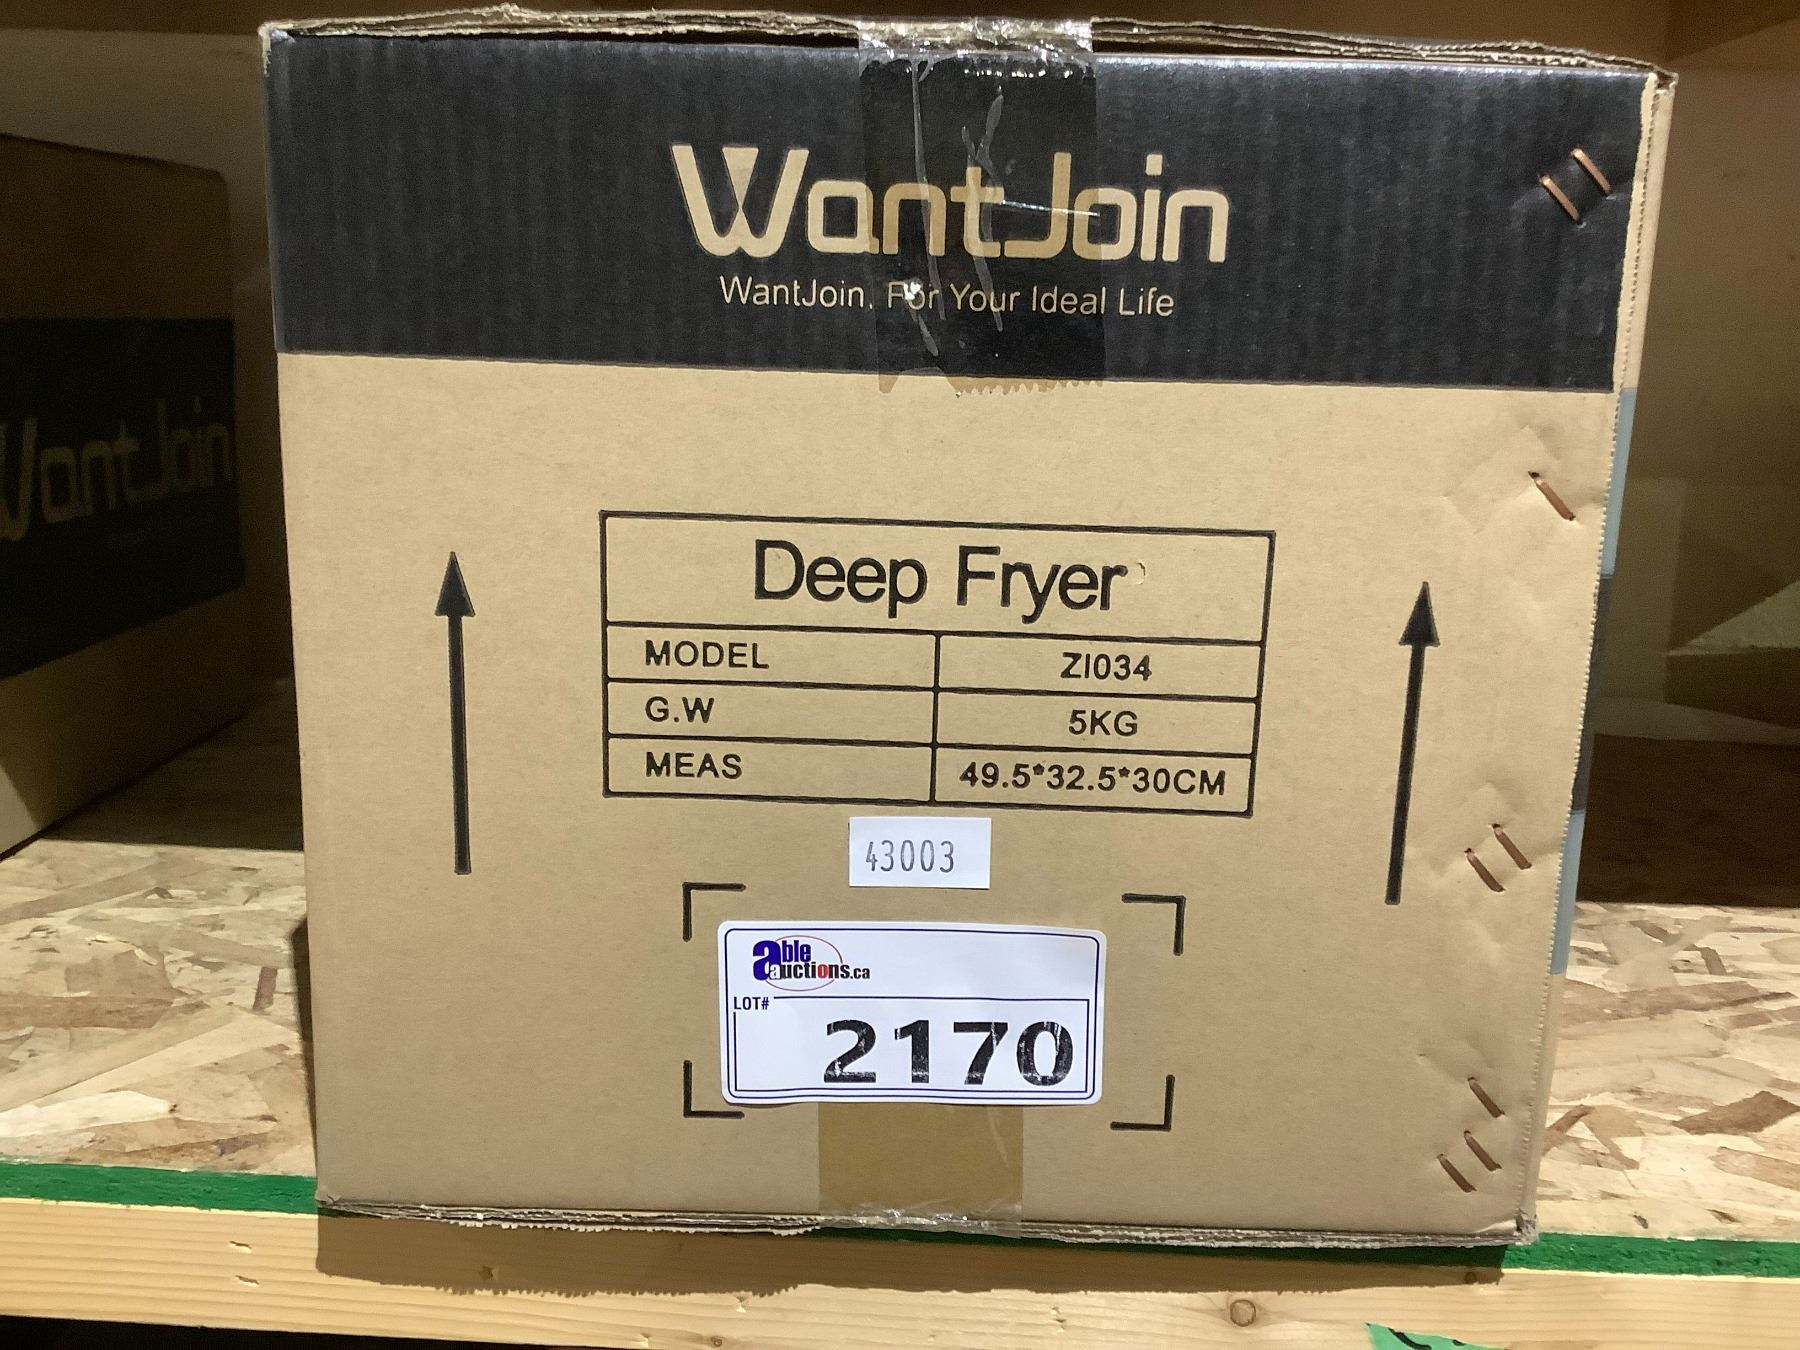 WantJoin
WantJoin, For Your Ideal Life
WantJoin
Deep Fryer
MODEL ZI034
G.W 5KG
MEAS 49.5*32.5*30CM
43003
able
auctions.ca
LOT#
2170